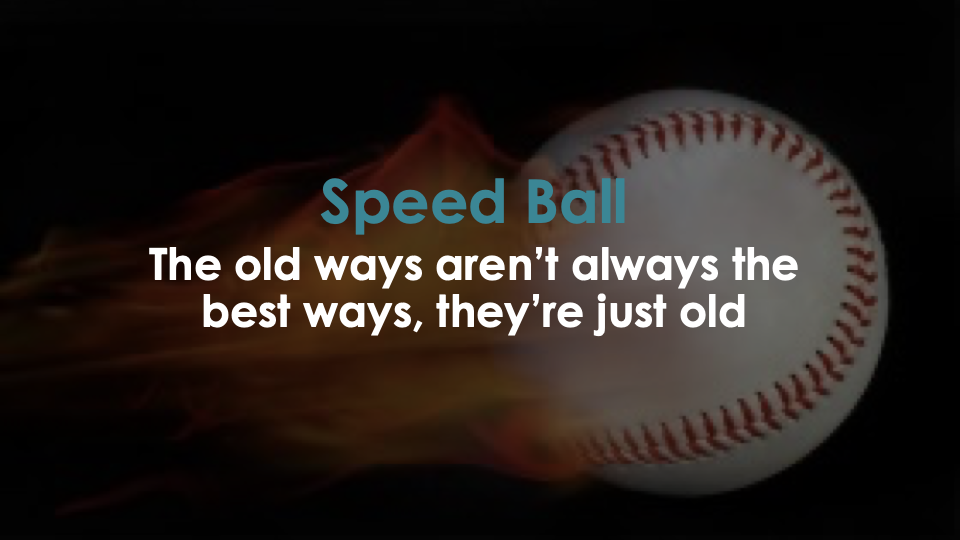 Speed Ball
The old ways aren’t always the
best ways, they’re just old